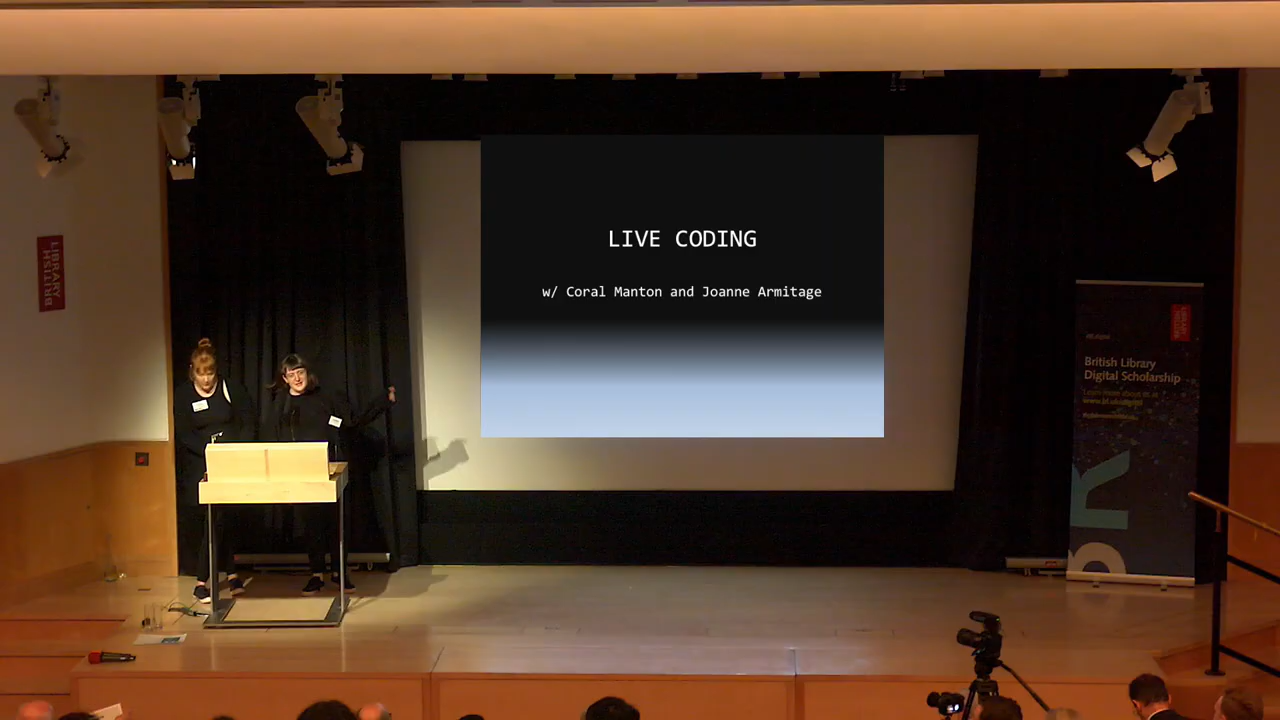 LIVE CODING
w/ Coral Manton and Joanne Armitage
BRITISH
LIBRARY
British Library
Digital Scholarship